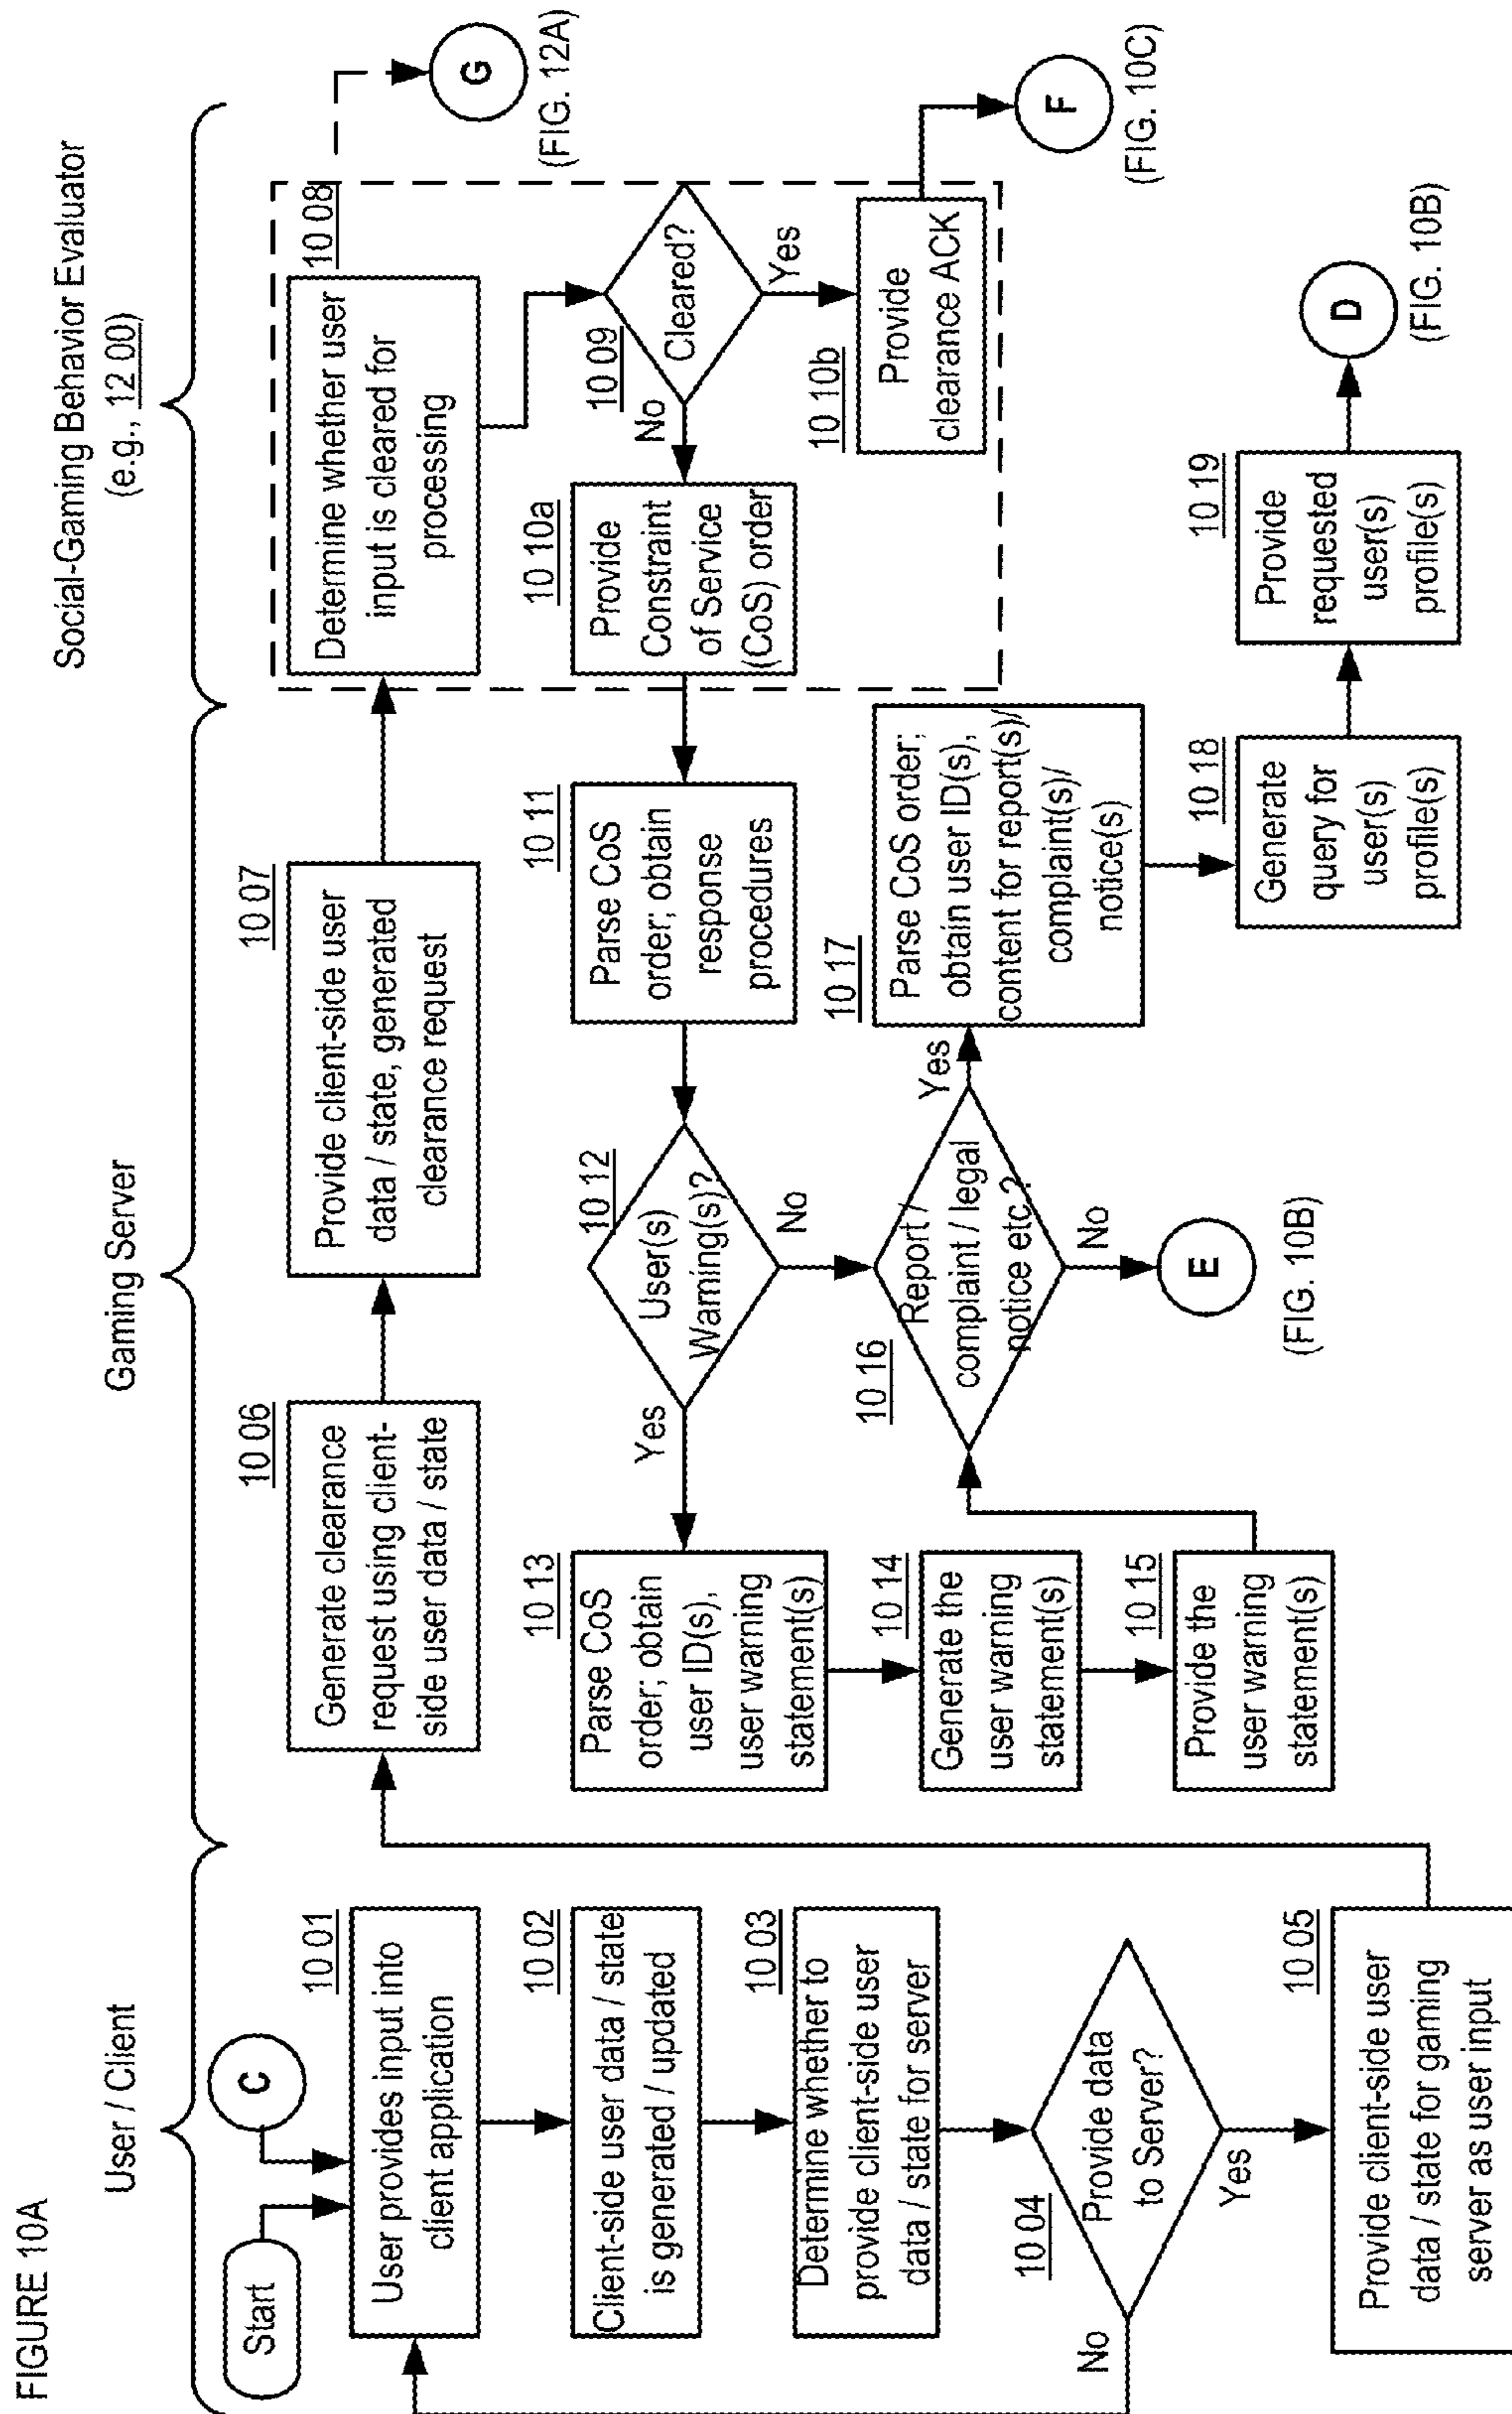 FIGURE 10A
User / Client
Gaming Server
Social-Gaming Behavior Evaluator
(e.g., 12 00)
Start
C
10 01
User provides input into
client application
10 02
Client-side user data / state
is generated / updated
10 03
Determine whether to
provide client-side user
data / state for server
10 04
Provide data
to Server?
No
Yes
10 05
Provide client-side user
data / state for gaming
server as user input
10 06
Generate clearance
request using client-
side user data / state
10 07
Provide client-side user
data / state, generated
clearance request
10 08
Determine whether user
input is cleared for
processing
G
(FIG. 12A)
10 09
Cleared?
No
Yes
10 10a
Provide
Constraint
of Service
(CoS) order
10 10b
Provide
clearance ACK
F
(FIG. 10C)
10 11
Parse CoS
order; obtain
response
procedures
10 12
User(s)
Warning(s)?
Yes
No
10 13
Parse CoS
order; obtain
user ID(s),
user warning
statement(s)
10 14
Generate the
user warning
statement(s)
10 15
Provide the
user warning
statement(s)
10 16
Report /
complaint / legal
notice etc.?
Yes
No
E
(FIG. 10B)
10 17
Parse CoS order;
obtain user ID(s),
content for report(s)/
complaint(s)/
notice(s)
10 18
Generate
query for
user(s)
profile(s)
10 19
Provide
requested
user(s)
profile(s)
D
(FIG. 10B)